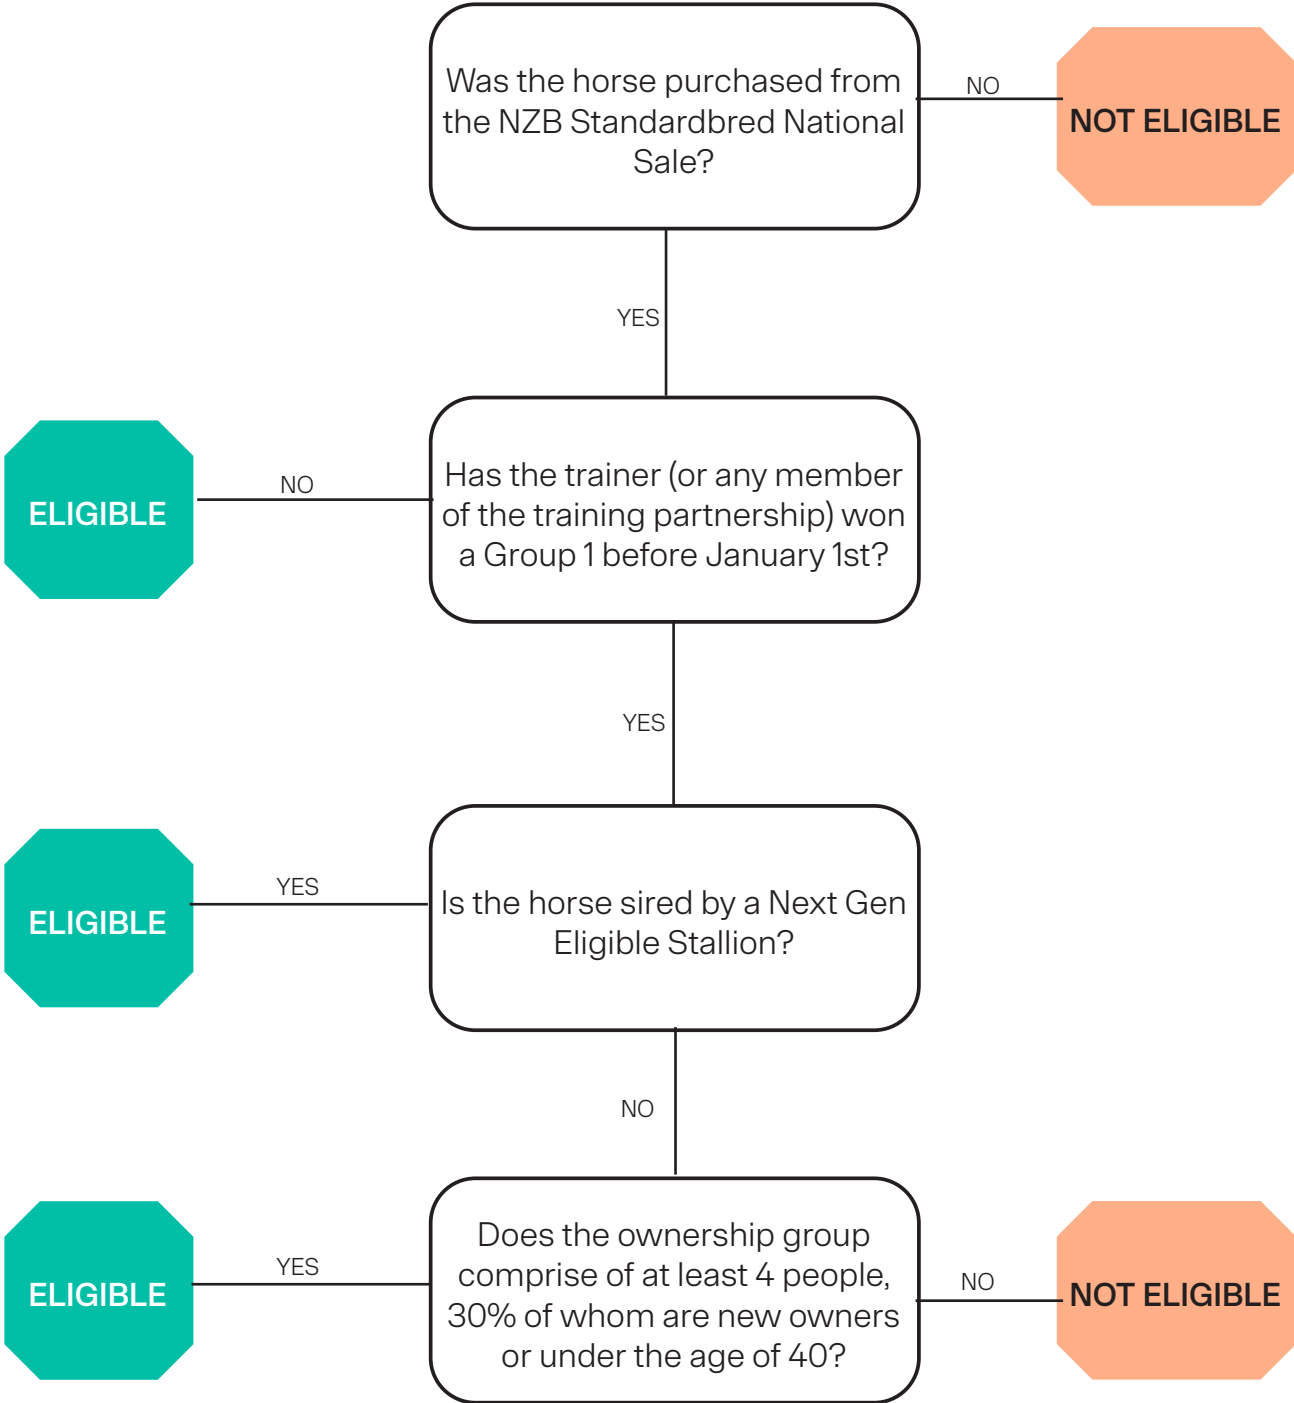 Was the horse purchased from
the NZB Standardbred National
Sale?
NO
NOT ELIGIBLE
YES
ELIGIBLE
NO
Has the trainer (or any member
of the training partnership) won
a Group 1 before January 1st?
YES
ELIGIBLE
YES
Is the horse sired by a Next Gen
Eligible Stallion?
NO
ELIGIBLE
YES
Does the ownership group
comprise of at least 4 people,
30% of whom are new owners
or under the age of 40?
NO
NOT ELIGIBLE